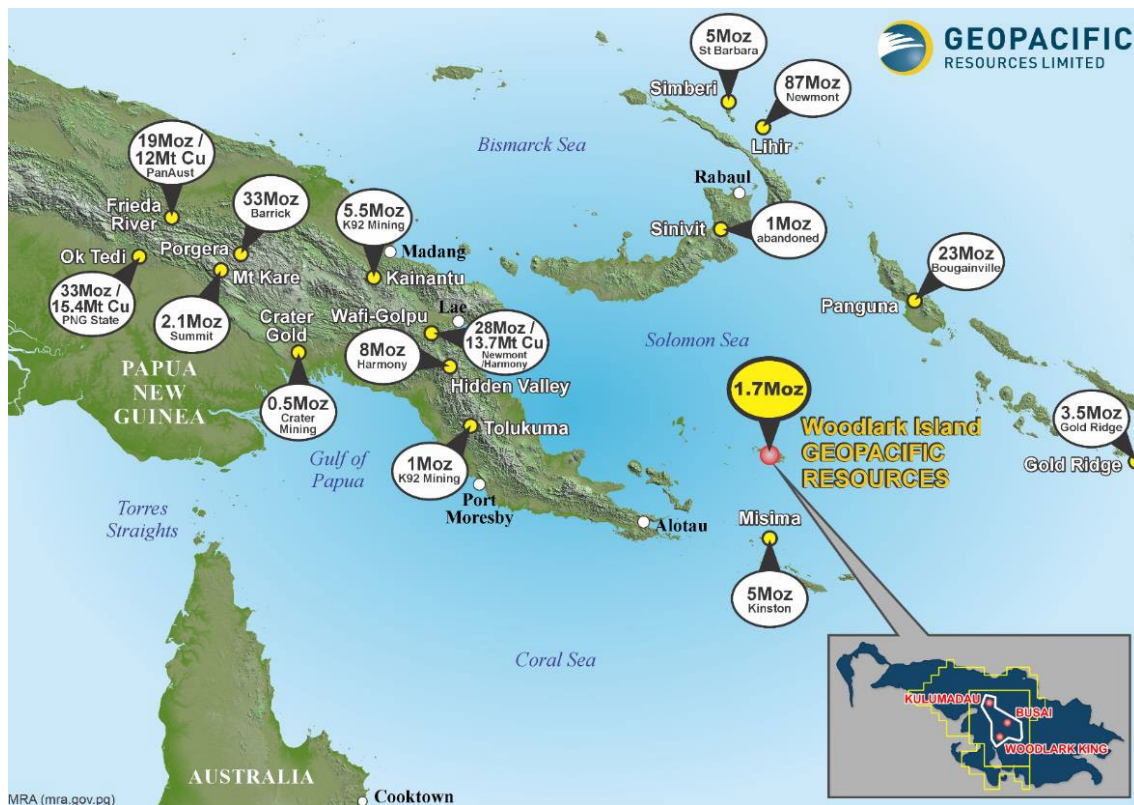 GEOPACIFIC
RESOURCES LIMITED
5Moz
St Barbara
Simberi
87Moz
Newmont
Lihir
Bismarck Sea
Rabaul
19Moz /
12Mt Cu
PanAust
Frieda
River
33Moz
Barrick
Porgera
5.5Moz
K92 Mining
Madang
Kainantu
Sinivit
1Moz
abandoned
Ok Tedi
33Moz /
15.4Mt Cu
PNG State
Mt Kare
2.1Moz
Summit
23Moz
Bougainville
Panguna
Crater
Gold
0.5Moz
Crater
Mining
Wafi-Golpu
Lae
28Moz /
13.7Mt Cu
Newmont
/Harmony
8Moz
Harmony
Hidden Valley
Solomon Sea
PAPUA
NEW
GUINEA
1.7Moz
Woodlark Island
GEOPACIFIC
RESOURCES
3.5Moz
Gold Ridge
Gold Ridge
Tolukuma
1Moz
K92 Mining
Gulf of
Papua
Port
Moresby
Torres
Straights
Alotau
Misima
5Moz
Kinston
Coral Sea
KULUMADAU
BUSAI
WOODLARK KING
AUSTRALIA
Cooktown
MRA (mra.gov.pg)